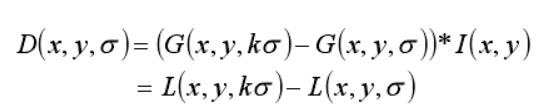 D(x, y, σ) = (G(x, y, kσ) − G(x, y, σ)) * I(x, y)
= L(x, y, kσ) − L(x, y, σ)